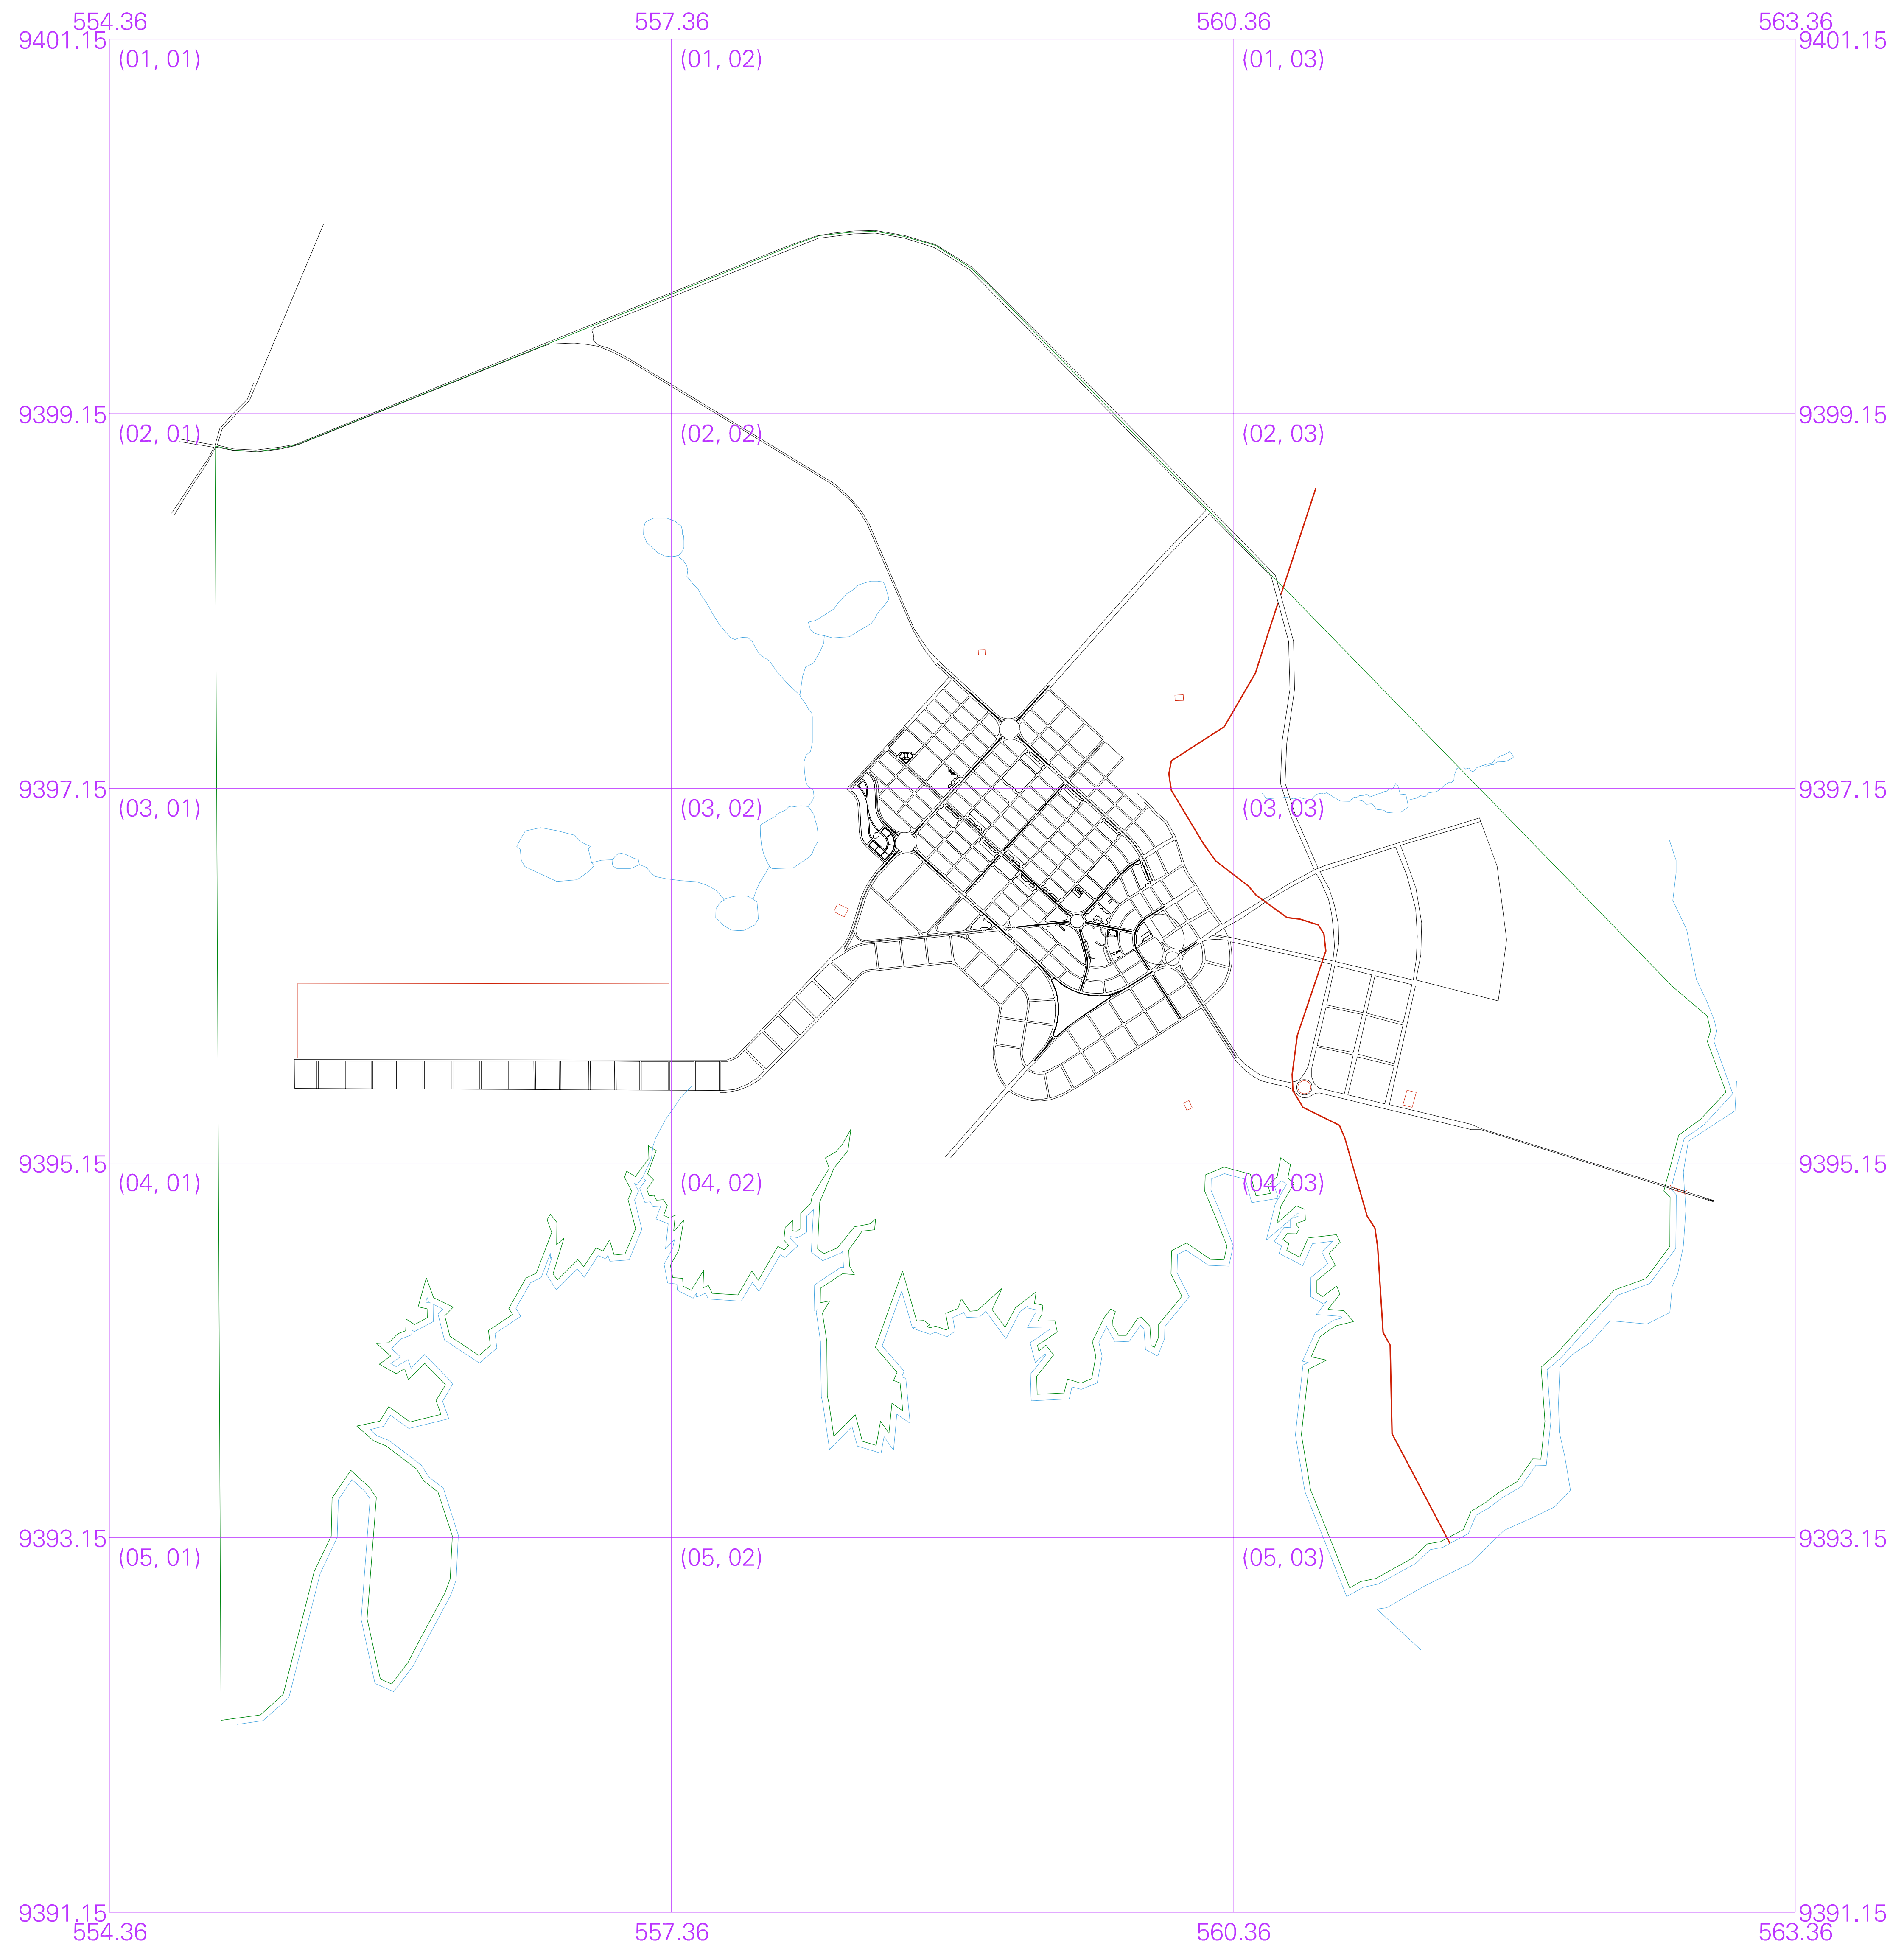 554.36 557.36 560.36 563.36
9401.15 9401.15
(01, 01) (01, 02) (01, 03)
9399.15 9399.15
(02, 01) (02, 02) (02, 03)
9397.15 9397.15
(03, 01) (03, 02) (03, 03)
9395.15 9395.15
(04, 01) (04, 02) (04, 03)
9393.15 9393.15
(05, 01) (05, 02) (05, 03)
9391.15 9391.15
554.36 557.36 560.36 563.36